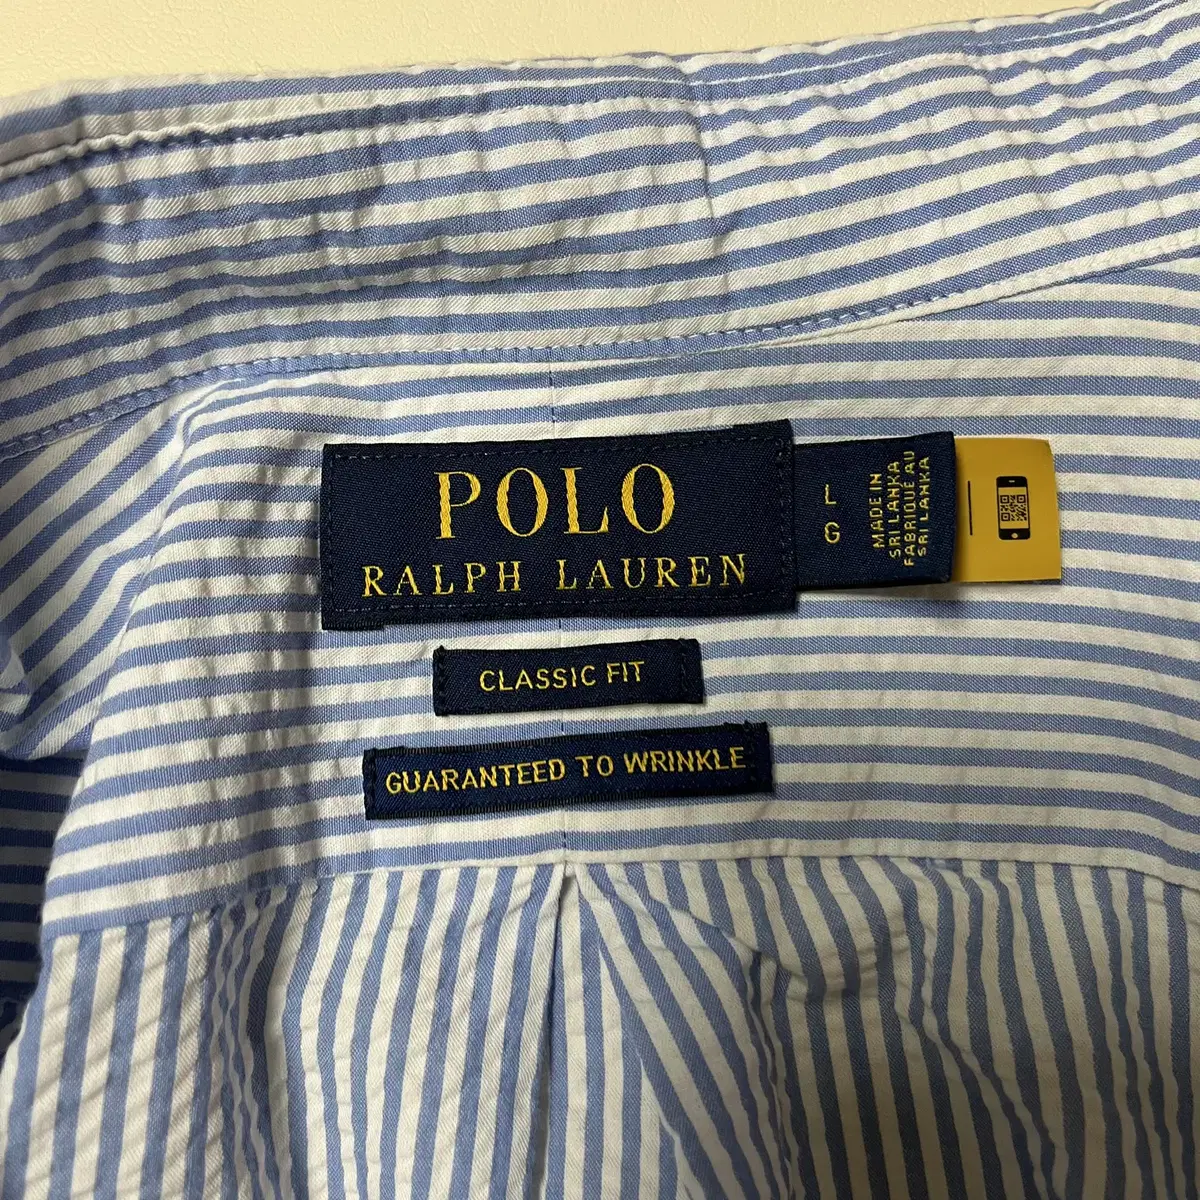 POLO
RALPH LAUREN
L
G
MADE IN
SRI LANKA
FABRIQUÉ AU
SRI LANKA
CLASSIC FIT
GUARANTEED TO WRINKLE